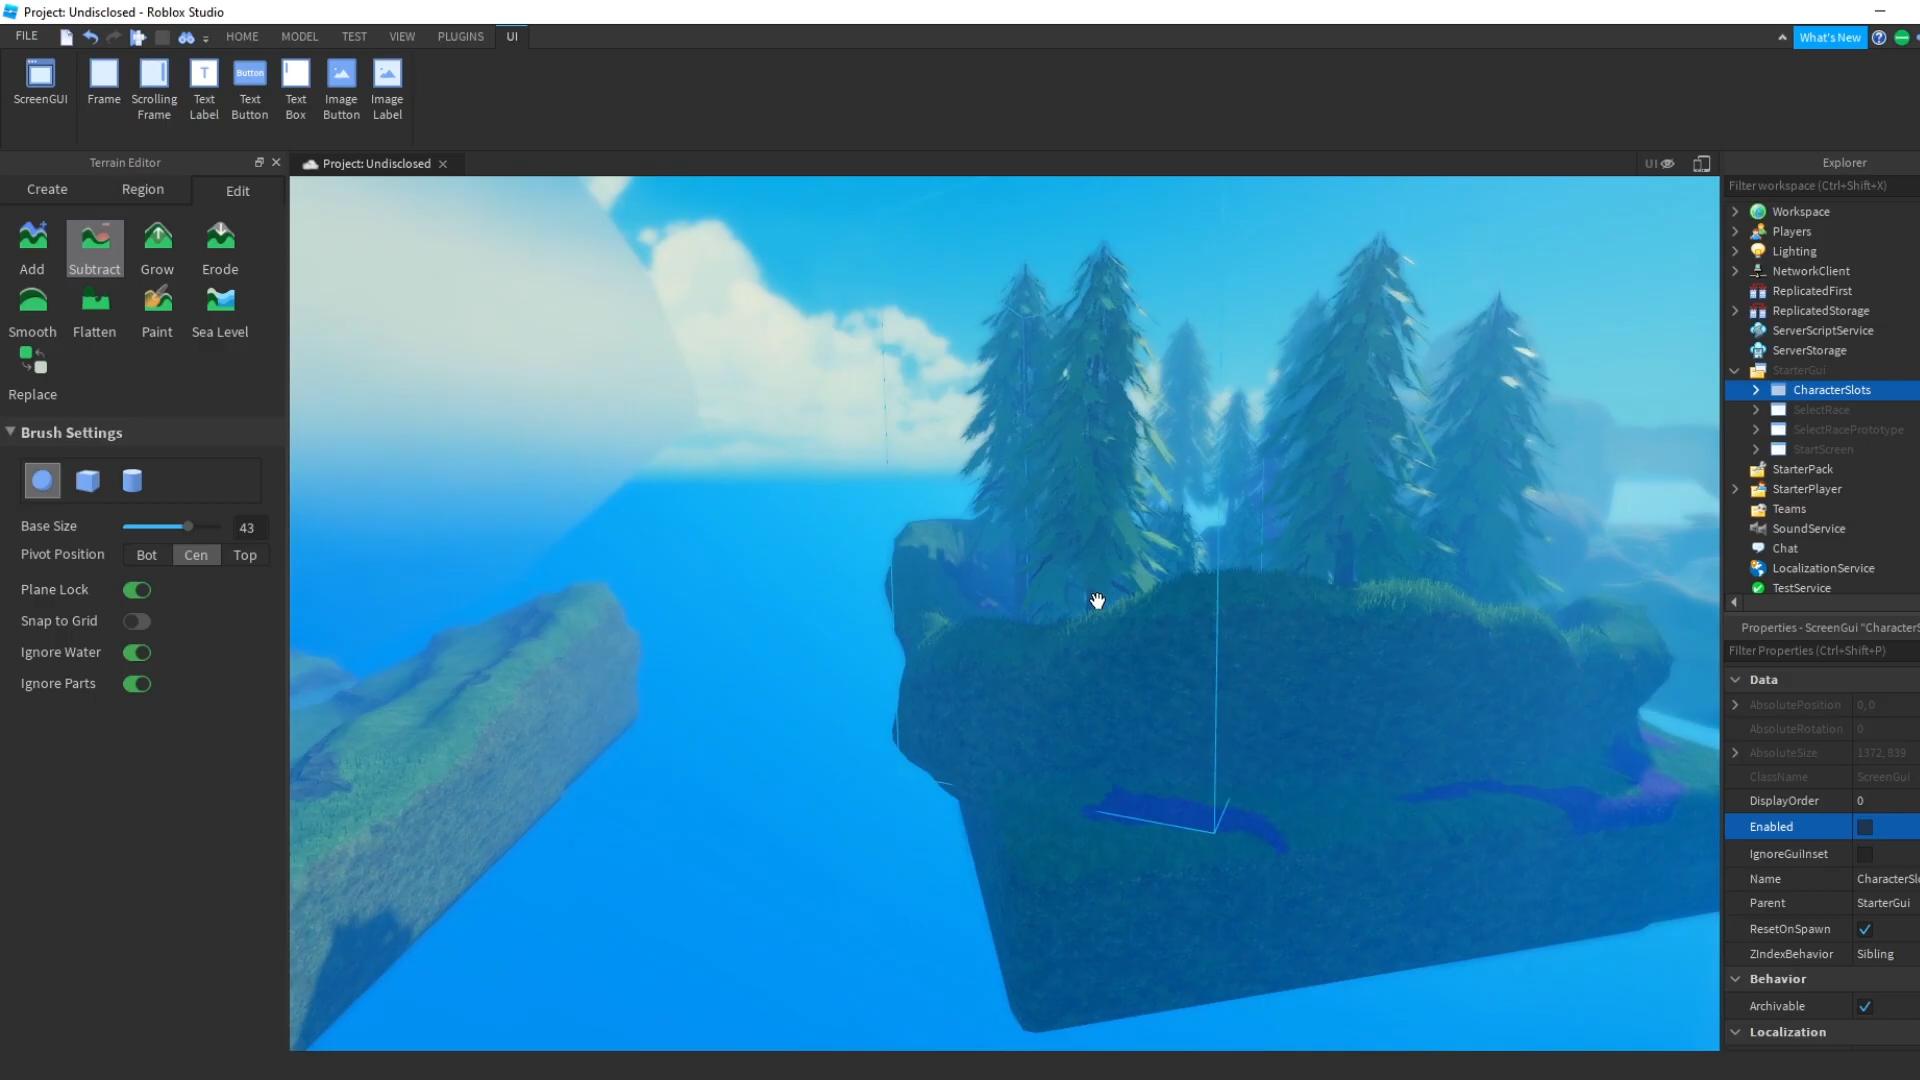 Project: Undisclosed - Roblox Studio
FILE HOME MODEL TEST VIEW PLUGINS UI What's New
ScreenGUI
Frame
Scrolling Frame
Text Label
Button
Text Button
Text Box
Image Button
Image Label
Terrain Editor
Project: Undisclosed
UI
Explorer
Create Region Edit
Add Subtract Grow Erode
Smooth Flatten Paint Sea Level
Replace
Brush Settings
Base Size 43
Pivot Position Bot Cen Top
Plane Lock
Snap to Grid
Ignore Water
Ignore Parts
Filter workspace (Ctrl+Shift+X)
Workspace
Players
Lighting
NetworkClient
ReplicatedFirst
ReplicatedStorage
ServerScriptService
ServerStorage
StarterGui
CharacterSlots
SelectRace
SelectRacePrototype
StartScreen
StarterPack
StarterPlayer
Teams
SoundService
Chat
LocalizationService
TestService
Properties - ScreenGui "CharacterS
Filter Properties (Ctrl+Shift+P)
Data
AbsolutePosition 0, 0
AbsoluteRotation 0
AbsoluteSize 1372, 839
ClassName ScreenGui
DisplayOrder 0
Enabled
IgnoreGuiInset
Name CharacterSl
Parent StarterGui
ResetOnSpawn
ZIndexBehavior Sibling
Behavior
Archivable
Localization